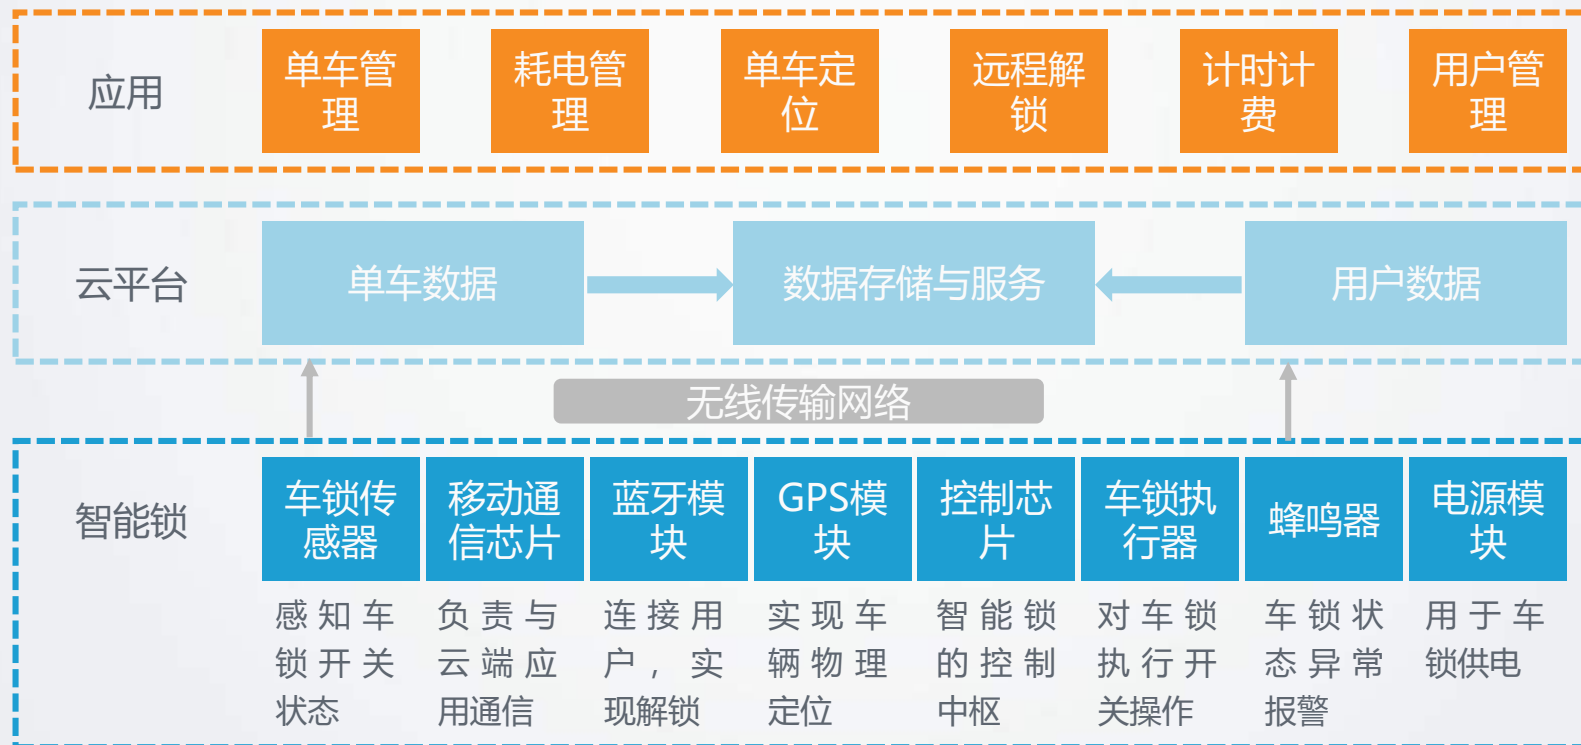 应用
单车管
理
耗电管
理
单车定
位
远程解
锁
计时计
费
用户管
理
云平台
单车数据
数据存储与服务
用户数据
无线传输网络
智能锁
车锁传
感器
移动通
信芯片
蓝牙模
块
GPS模
块
控制芯
片
车锁执
行器
蜂鸣器
电源模
块
感知车
锁开关
状态
负责与
云端应
用通信
连接用
户，实
现解锁
实现车
辆物理
定位
智能锁
的控制
中枢
对车锁
执行开
关操作
车锁状
态异常
报警
用于车
锁供电